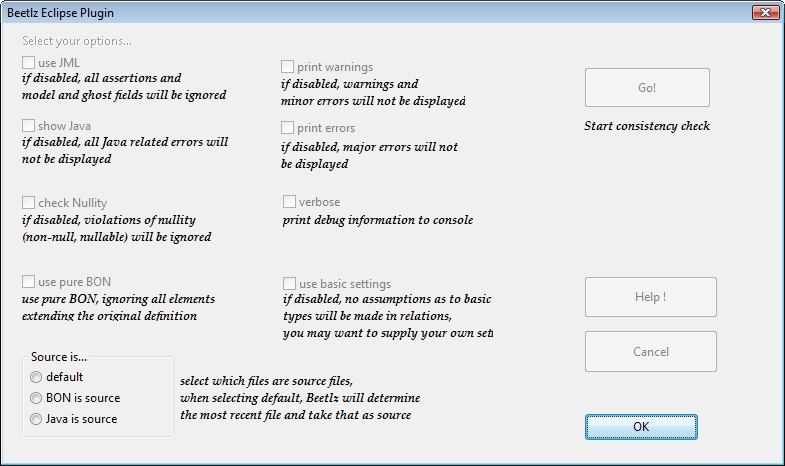 Beetlz Eclipse Plugin
Select your options...
use JML
if disabled, all assertions and
model and ghost fields will be ignored
print warnings
if disabled, warnings and
minor errors will not be displayed
Go!
Start consistency check
show Java
if disabled, all Java related errors will
not be displayed
print errors
if disabled, major errors will not
be displayed
check Nullity
if disabled, violations of nullity
(non-null, nullable) will be ignored
verbose
print debug information to console
use pure BON
use pure BON, ignoring all elements
extending the original definition
use basic settings
if disabled, no assumptions as to basic
types will be made in relations,
you may want to supply your own
Help !
Cancel
Source is...
default
BON is source
Java is source
select which files are source files,
when selecting default, Beetlz will determine
the most recent file and take that as source
OK